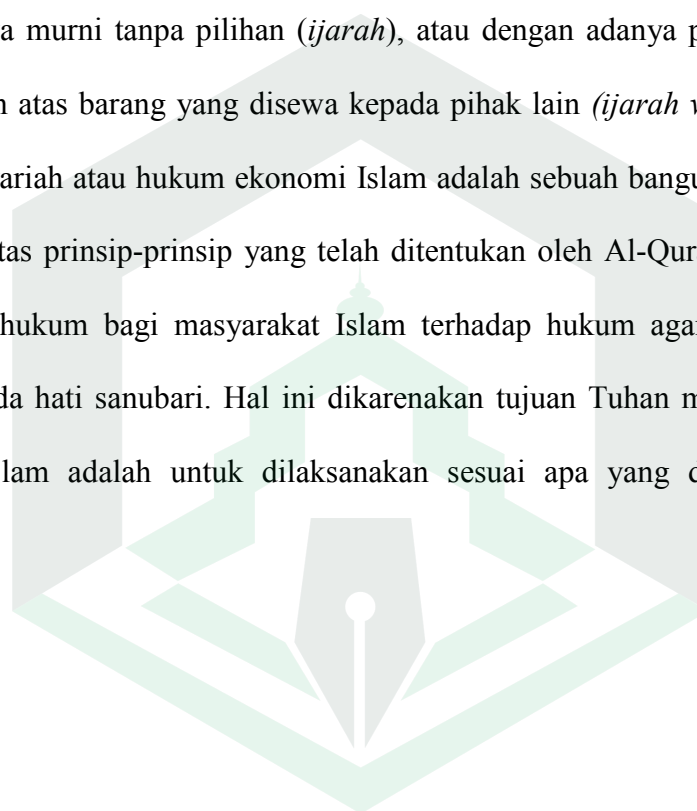 a murni tanpa pilihan (ijarah), atau dengan adanya
atas barang yang disewa kepada pihak lain (ijarah
ariah atau hukum ekonomi Islam adalah sebuah bangu
tas prinsip-prinsip yang telah ditentukan oleh Al-Qur
hukum bagi masyarakat Islam terhadap hukum aga
da hati sanubari. Hal ini dikarenakan tujuan Tuhan
lam adalah untuk dilaksanakan sesuai apa yang